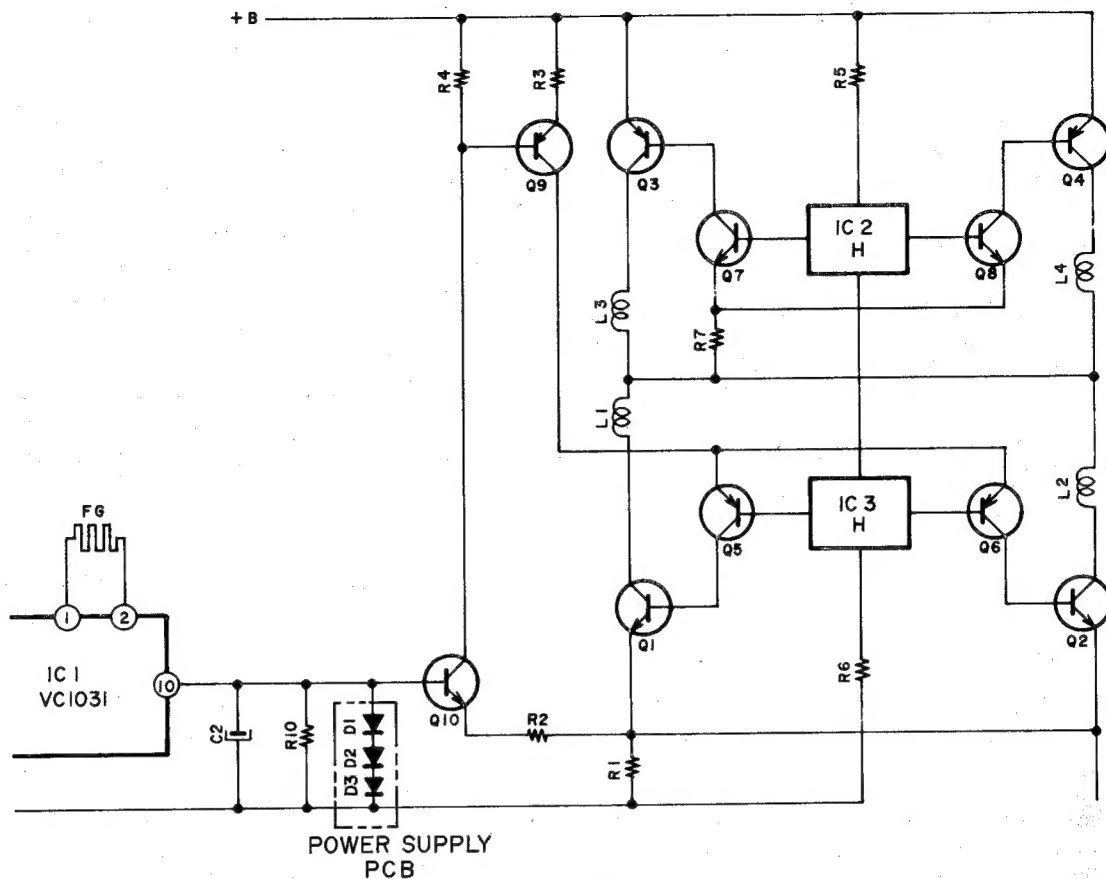 +B
R4
R3
R5
Q9
Q3
Q4
IC 2
H
Q7
Q8
L3
L4
R7
L1
L2
IC 3
H
Q5
Q6
FG
1
2
IC 1
VC1031
10
Q1
Q2
R6
Q10
R2
R1
C2
R10
D1
D2
D3
POWER SUPPLY
PCB